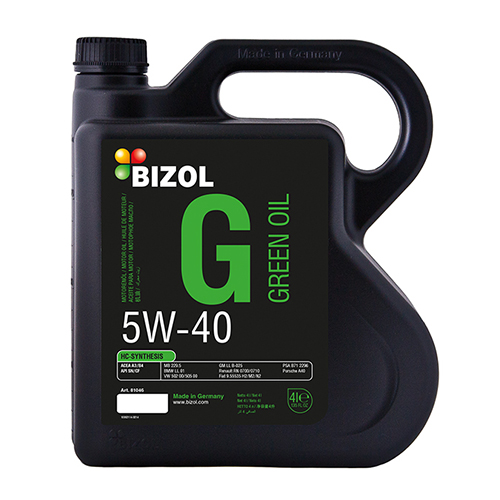 Made in Germany
BIZOL
MOTORENÖL / MOTOR OIL / HUILE DE MOTEUR /
ACEITE PARA MOTOR / МОТОРНОЕ МАСЛО /
G
GREEN OIL
5W-40
HC-SYNTHESIS
ACEA A3/B4
API SN/CF
MB 229.5
BMW LL 01
VW 502 00/505 00
GM LL B-025
Renault RN 0700/0710
Fiat 9.55535-H2/M2/N2
PSA B71 2296
Porsche A40
Art. 81046
Made in Germany
www.bizol.com
4l e